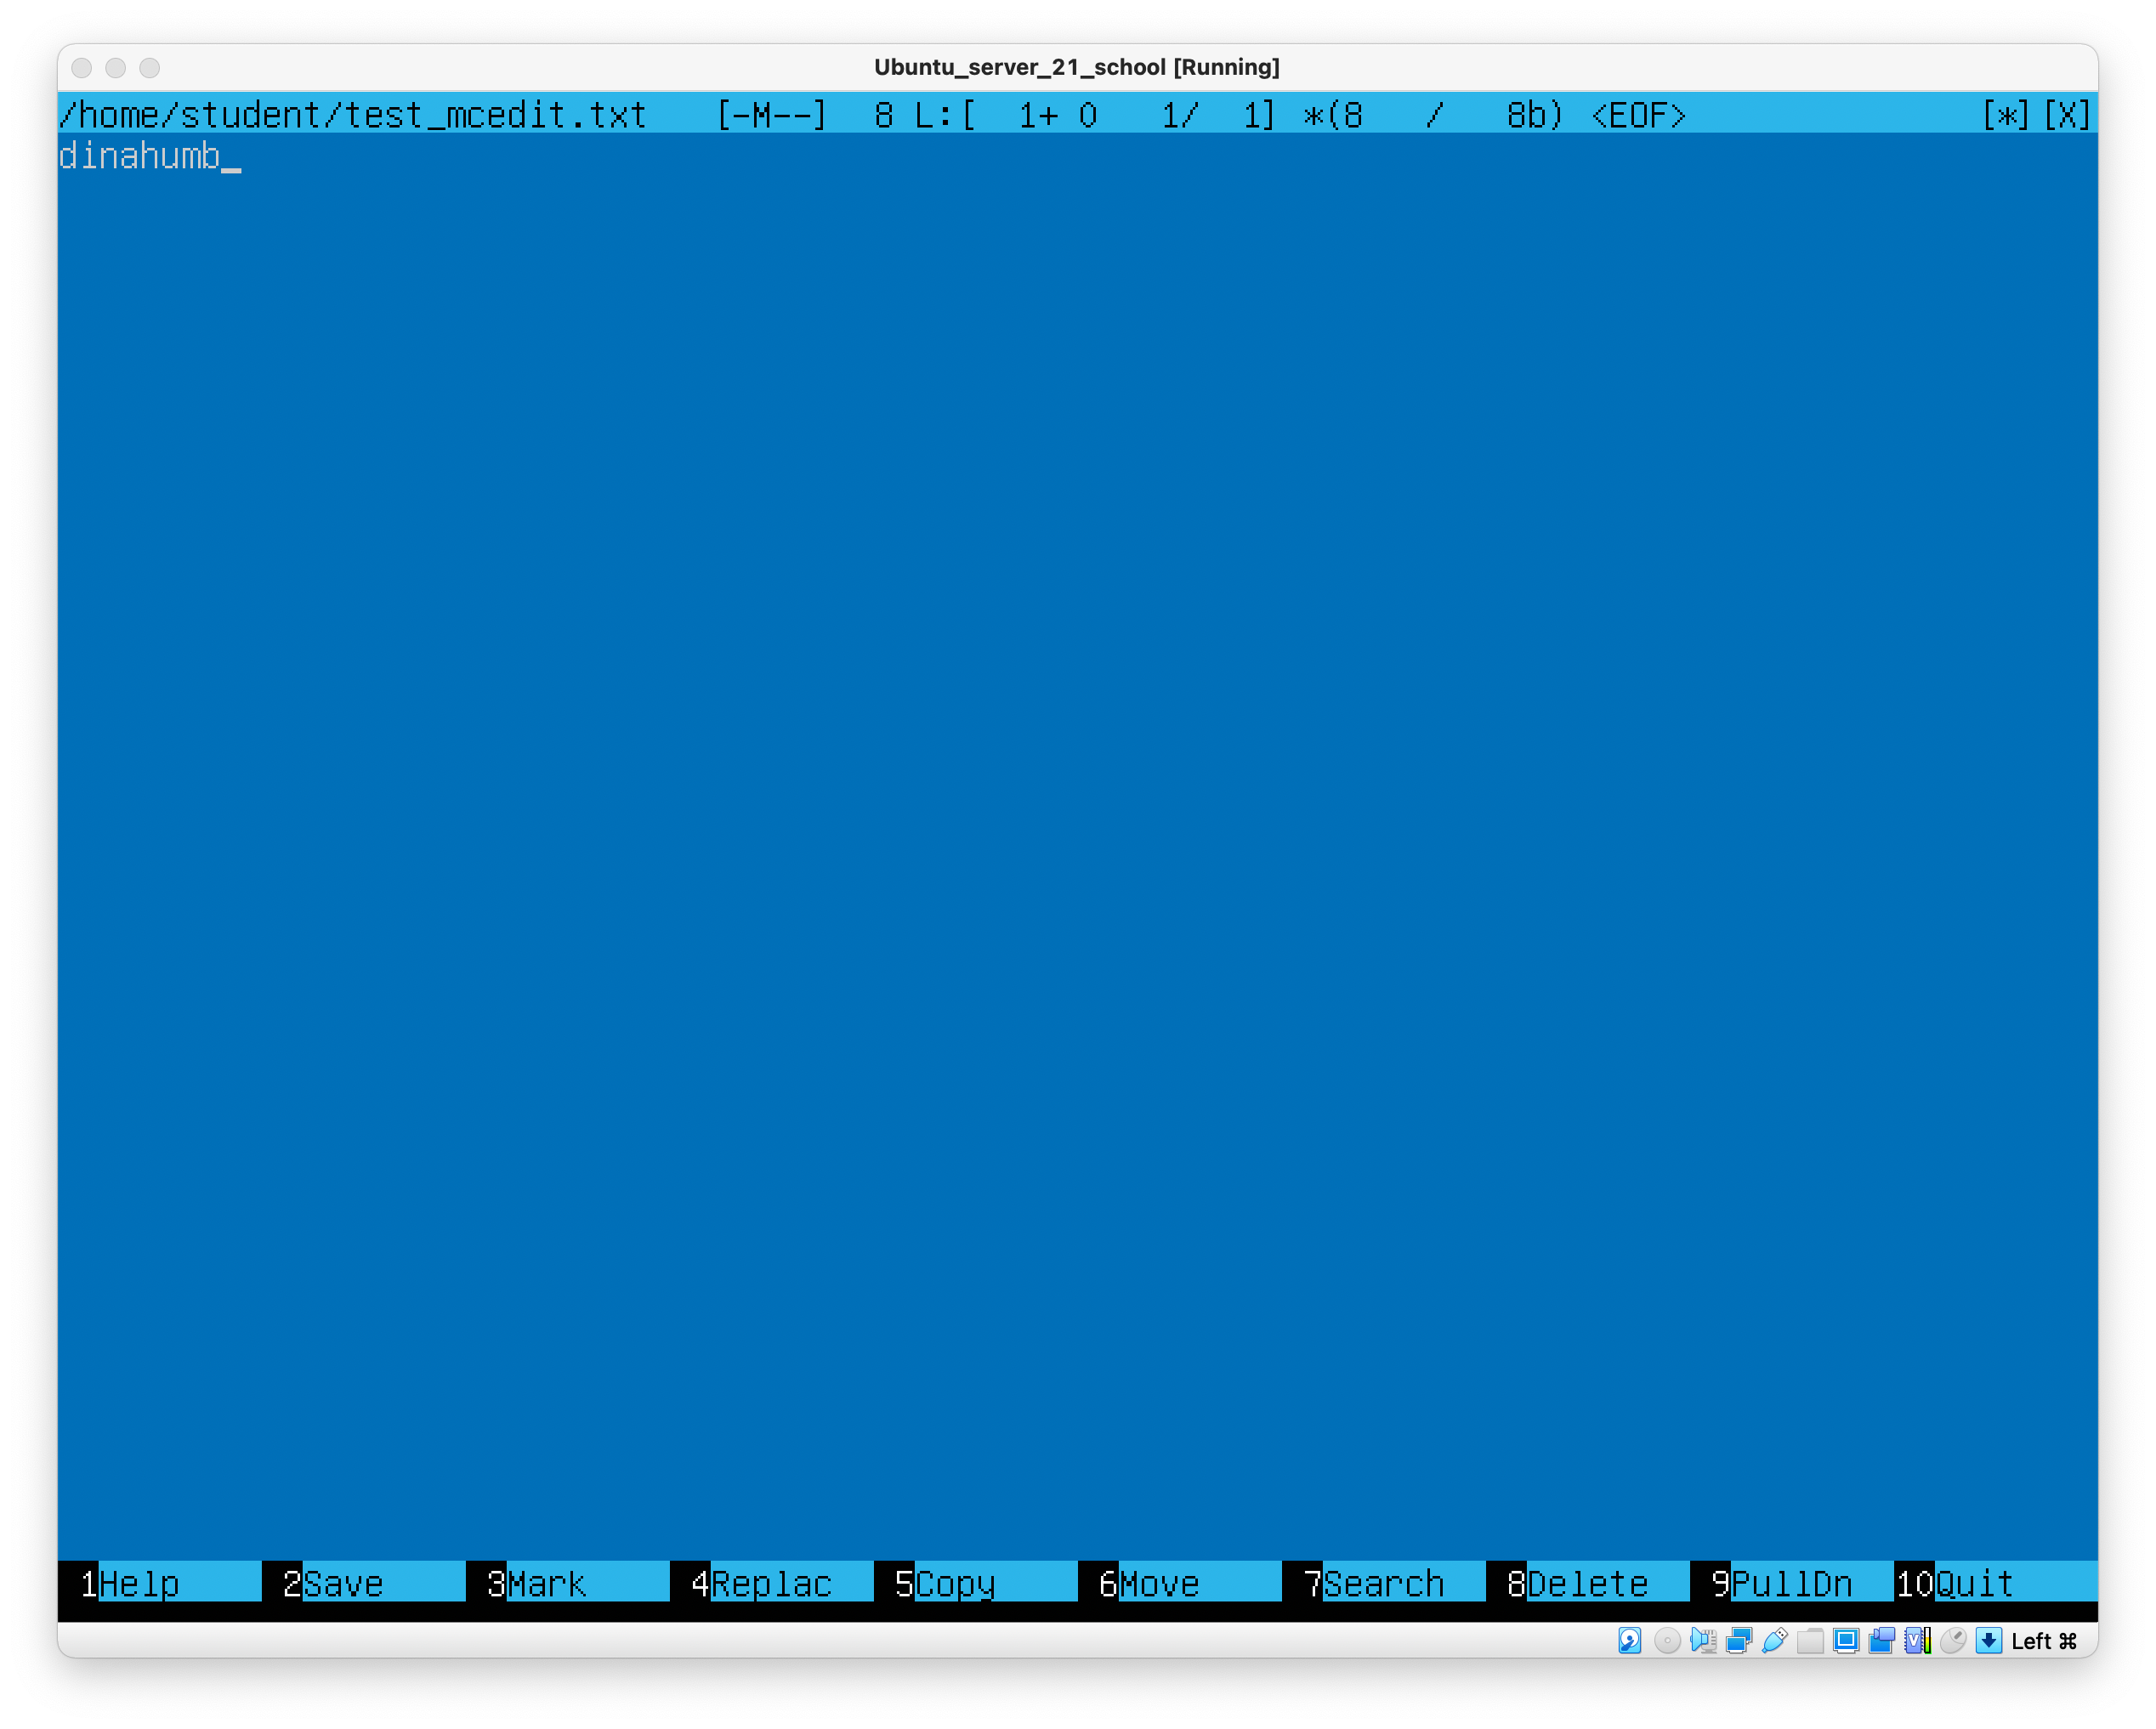 Ubuntu_server_21_school [Running]
/home/student/test_mcedit.txt [-M--] 8 L:[ 1+ 0 1/ 1] *(8 / 8b) <EOF> [*][X]
dinahumb_
1Help 2Save 3Mark 4Replac 5Copy 6Move 7Search 8Delete 9PullDn 10Quit
Left ⌘